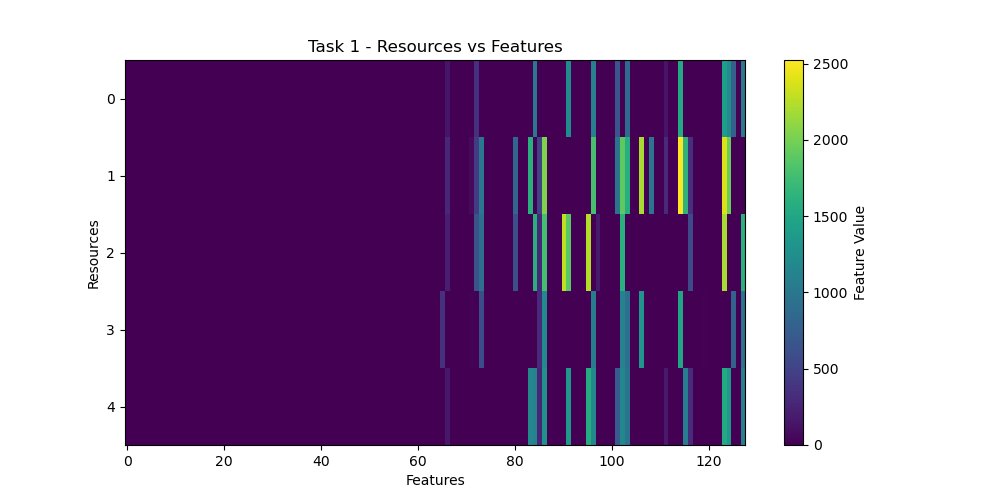 Task 1 - Resources vs Features
0
1
2
3
4
Resources
0 20 40 60 80 100 120
Features
2500
2000
1500
1000
500
0
Feature Value